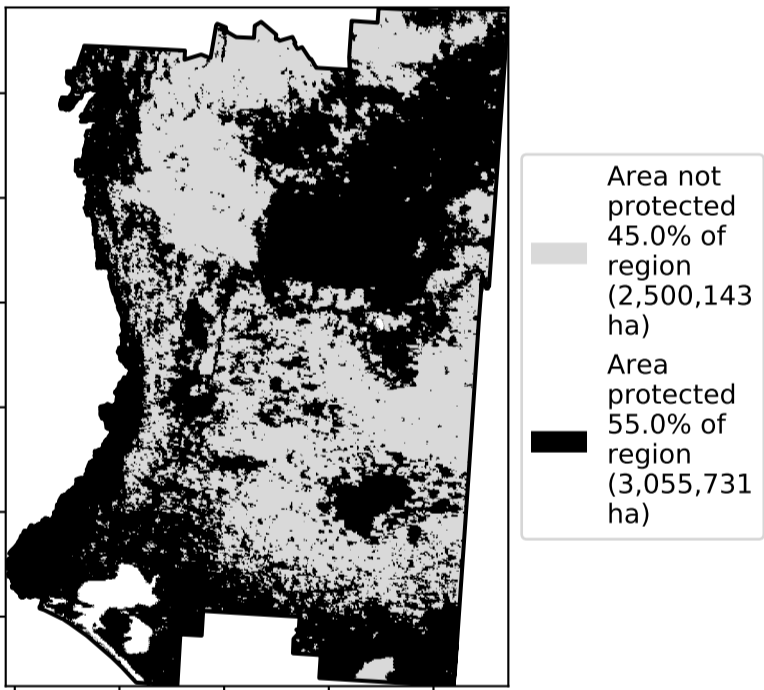 Area not
protected
45.0% of
region
(2,500,143
ha)
Area
protected
55.0% of
region
(3,055,731
ha)